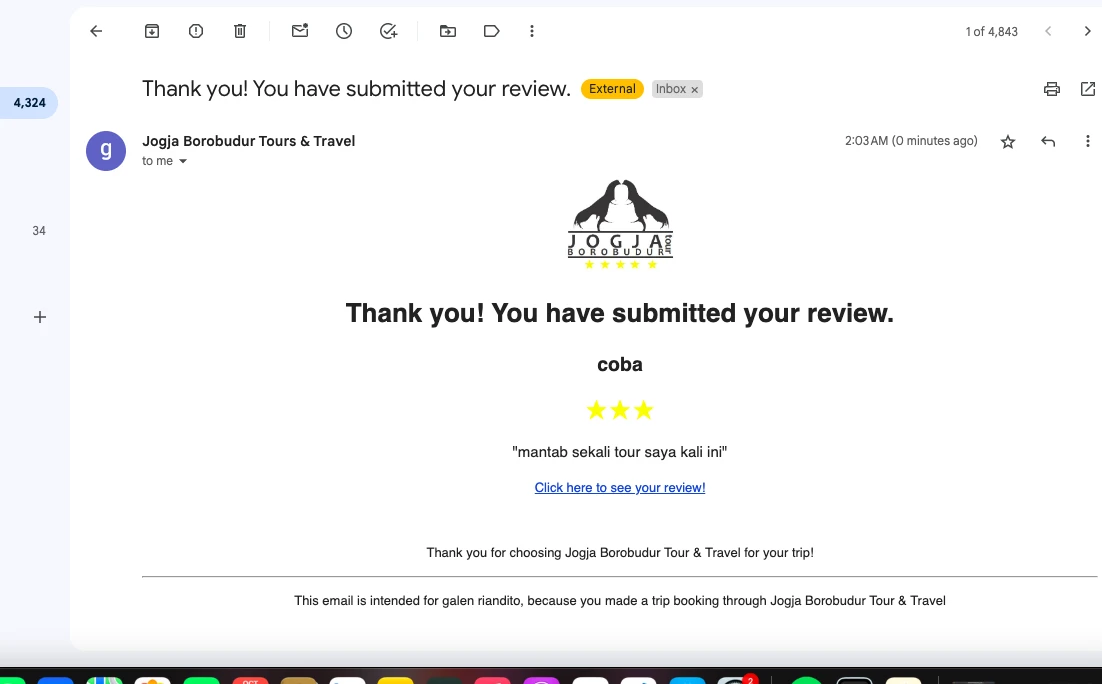 1 of 4,843
Thank you! You have submitted your review.
External
Inbox ×
4,324
g
Jogja Borobudur Tours & Travel
2:03 AM (0 minutes ago)
to me
34
JOGJA
BOROBUDUR
tour
Thank you! You have submitted your review.
coba
"mantab sekali tour saya kali ini"
Click here to see your review!
Thank you for choosing Jogja Borobudur Tour & Travel for your trip!
This email is intended for galen riandito, because you made a trip booking through Jogja Borobudur Tour & Travel
OCT
2